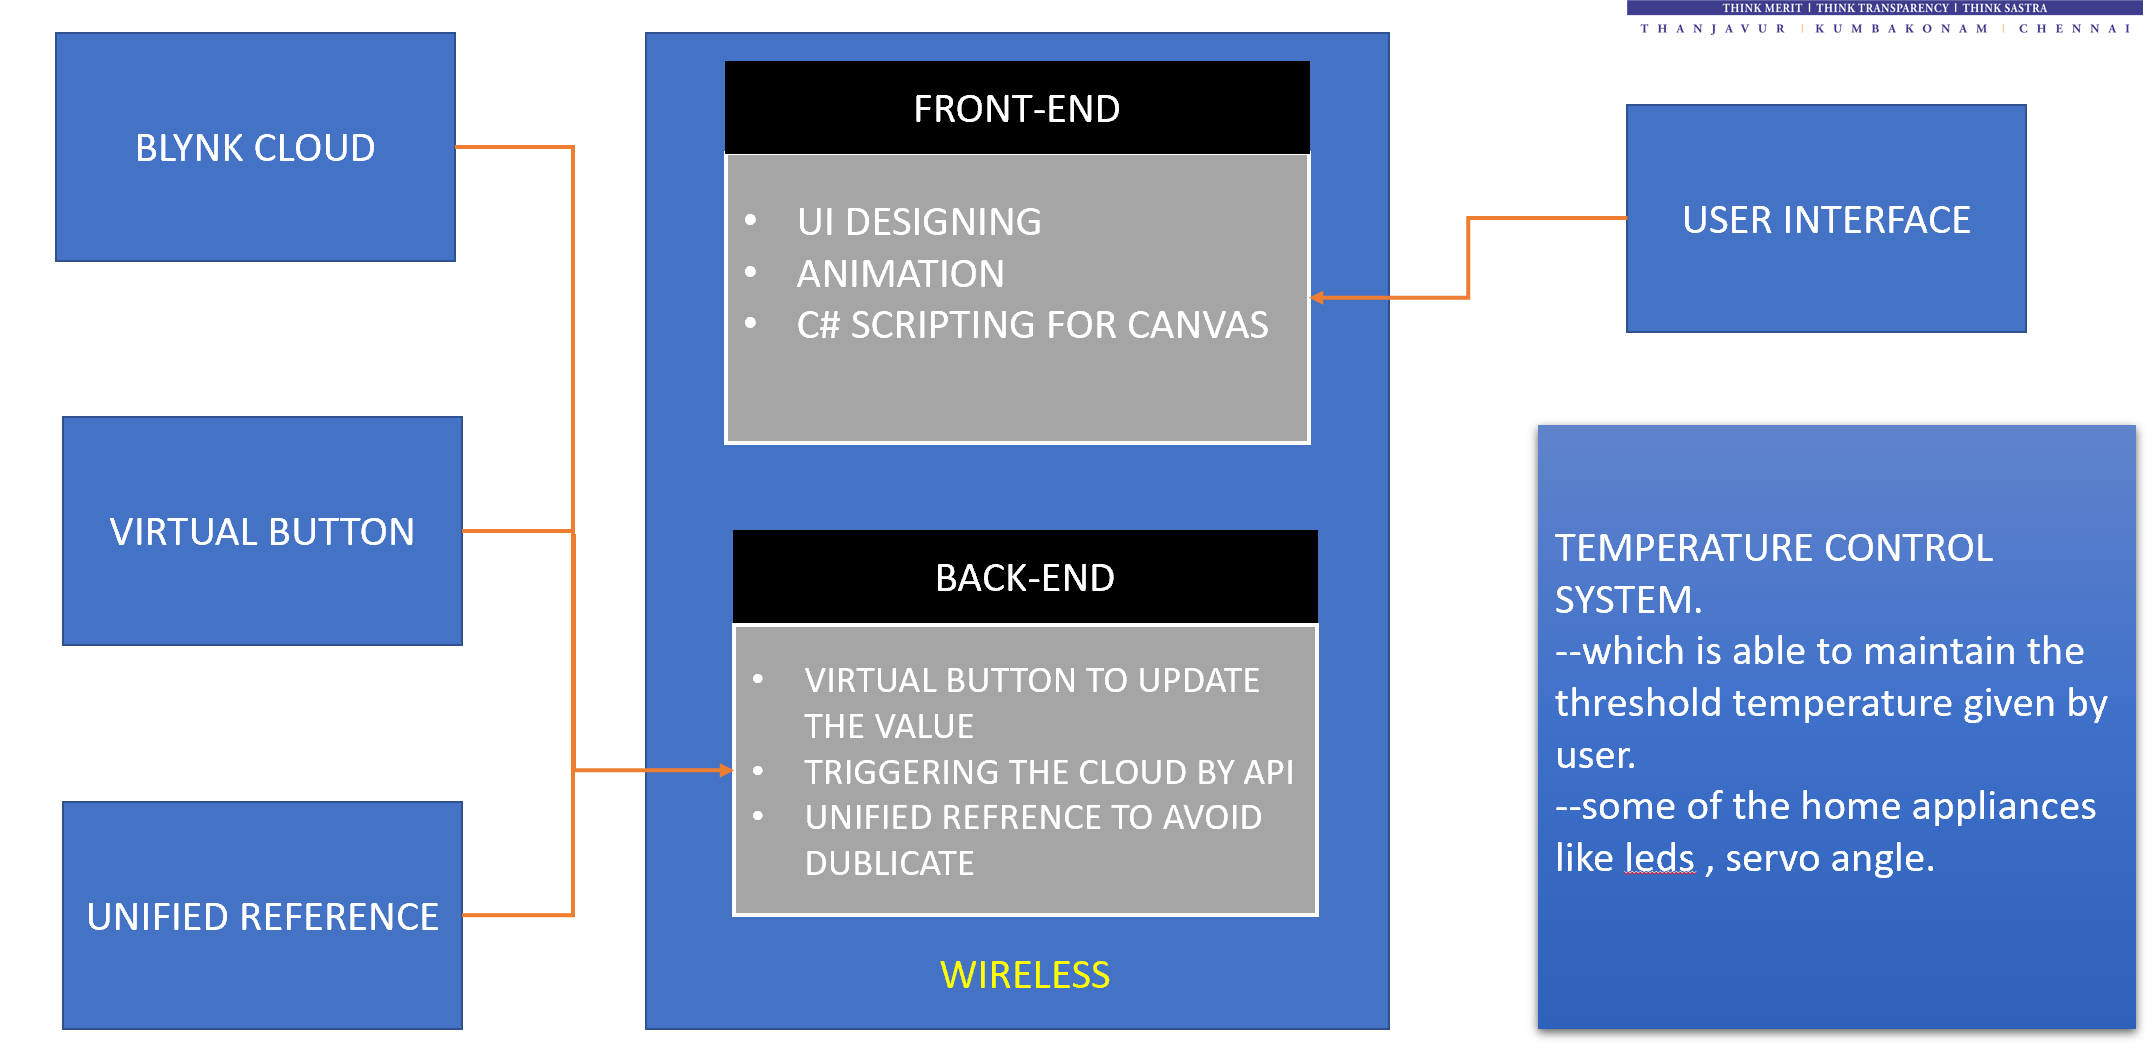 THINK MERIT | THINK TRANSPARENCY | THINK SASTRA
THANJAVUR | KUMBAKONAM | CHENNAI
BLYNK CLOUD
VIRTUAL BUTTON
UNIFIED REFERENCE
FRONT-END
• UI DESIGNING
• ANIMATION
• C# SCRIPTING FOR CANVAS
BACK-END
• VIRTUAL BUTTON TO UPDATE
THE VALUE
• TRIGGERING THE CLOUD BY API
• UNIFIED REFRENCE TO AVOID
DUBLICATE
WIRELESS
USER INTERFACE
TEMPERATURE CONTROL
SYSTEM.
--which is able to maintain the
threshold temperature given by
user.
--some of the home appliances
like leds , servo angle.